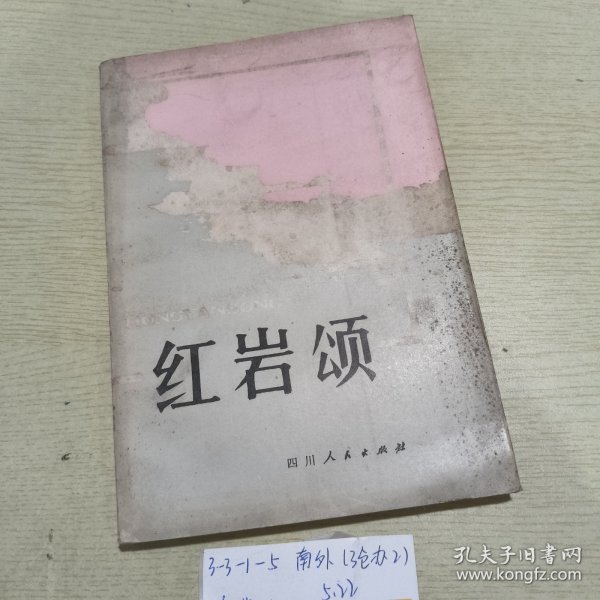 红岩颂
四川人民出版社
3-3-1-5 南外(3仓办2)
5.22
孔夫子旧书网
www.kongfz.com